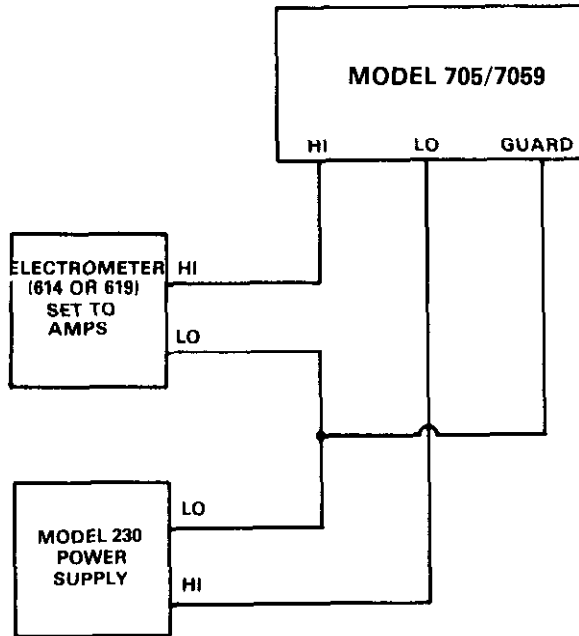 MODEL 705/7059
HI LO GUARD
ELECTROMETER
(614 OR 619)
SET TO
AMPS
HI
LO
MODEL 230
POWER
SUPPLY
LO
HI